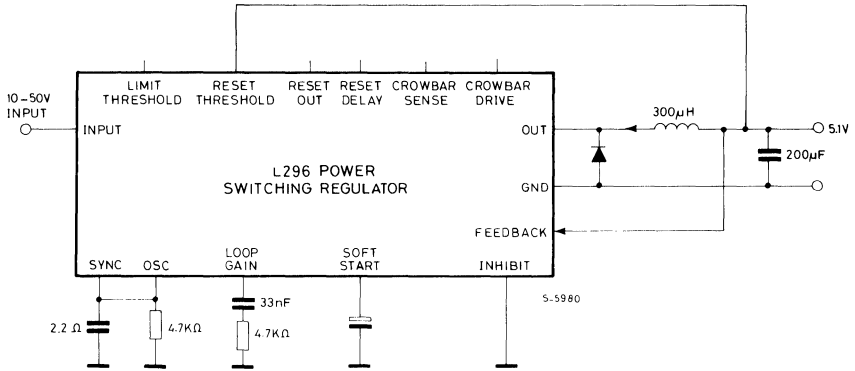 LIMIT THRESHOLD
RESET THRESHOLD
RESET OUT
RESET DELAY
CROWBAR SENSE
CROWBAR DRIVE
10-50V INPUT
INPUT
OUT
300µH
5.1V
200µF
L296 POWER
SWITCHING REGULATOR
GND
FEEDBACK
SYNC
OSC
LOOP GAIN
SOFT START
INHIBIT
S-5980
2.2 Ω
4.7KΩ
33nF
4.7KΩ